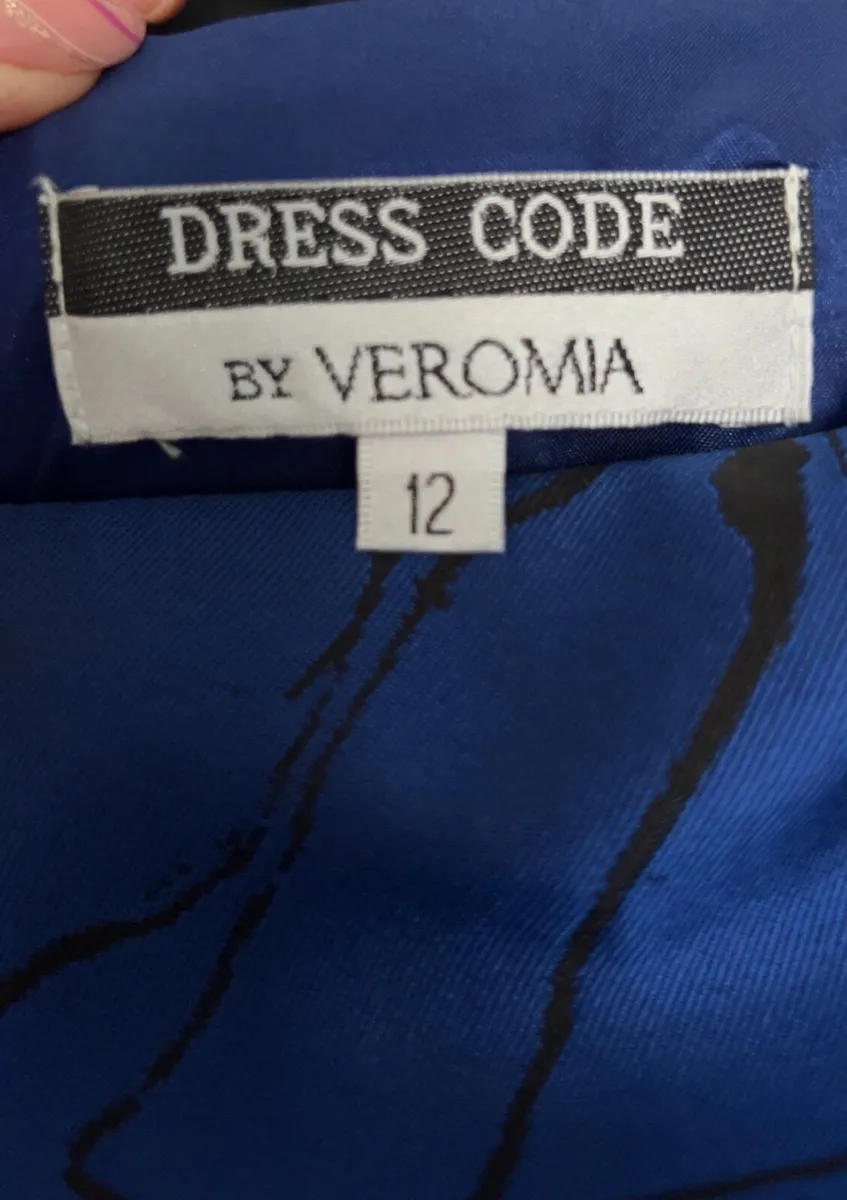 DRESS CODE
BY VEROMIA
12